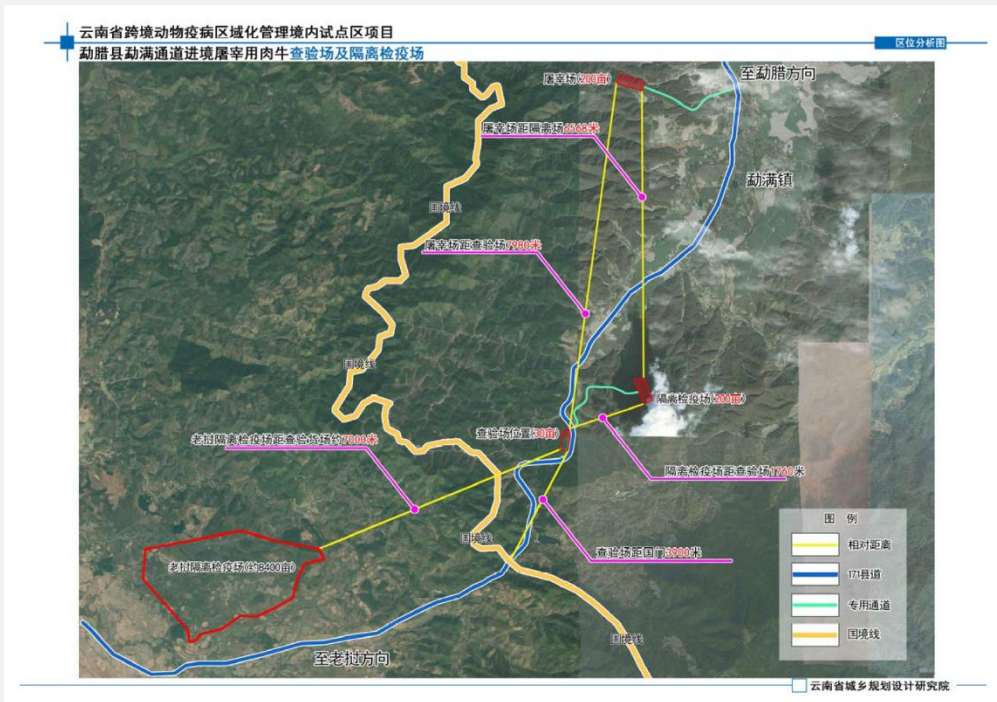 云南省跨境动物疫病区域化管理境内试点区项目
勐腊县勐满通道进境屠宰用肉牛查验场及隔离检疫场
区位分析图
屠宰场(200亩)
至勐腊方向
屠宰场距隔离场6568米
勐满镇
国境线
屠宰场距查验场7980米
国境线
隔离检疫场(200亩)
查验场位置(30亩)
老挝隔离检疫场距查验货场约7000米
隔离检疫场距查验场1760米
国境线
查验场距国门3900米
老挝隔离检疫场(约8400亩)
国境线
至老挝方向
图 例
相对距离
171县道
专用通道
国境线
云南省城乡规划设计研究院